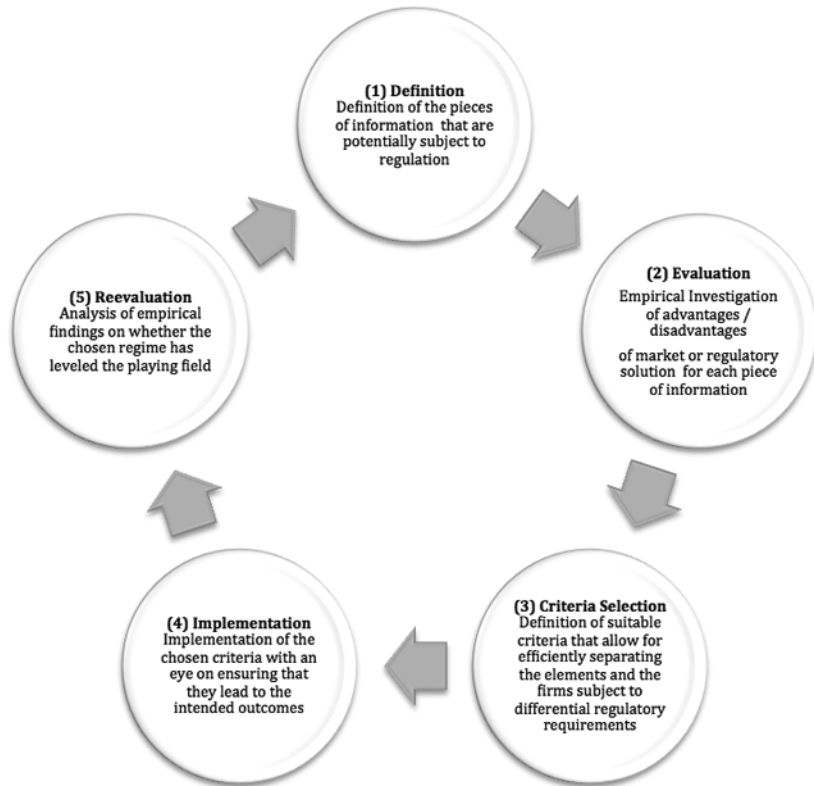 (1) Definition
Definition of the pieces
of information that are
potentially subject to
regulation
(2) Evaluation
Empirical Investigation
of advantages /
disadvantages
of market or regulatory
solution for each piece
of information
(3) Criteria Selection
Definition of suitable
criteria that allow for
efficiently separating
the elements and the
firms subject to
differential regulatory
requirements
(4) Implementation
Implementation of the
chosen criteria with an
eye on ensuring that
they lead to the
intended outcomes
(5) Reevaluation
Analysis of empirical
findings on whether the
chosen regime has
leveled the playing field